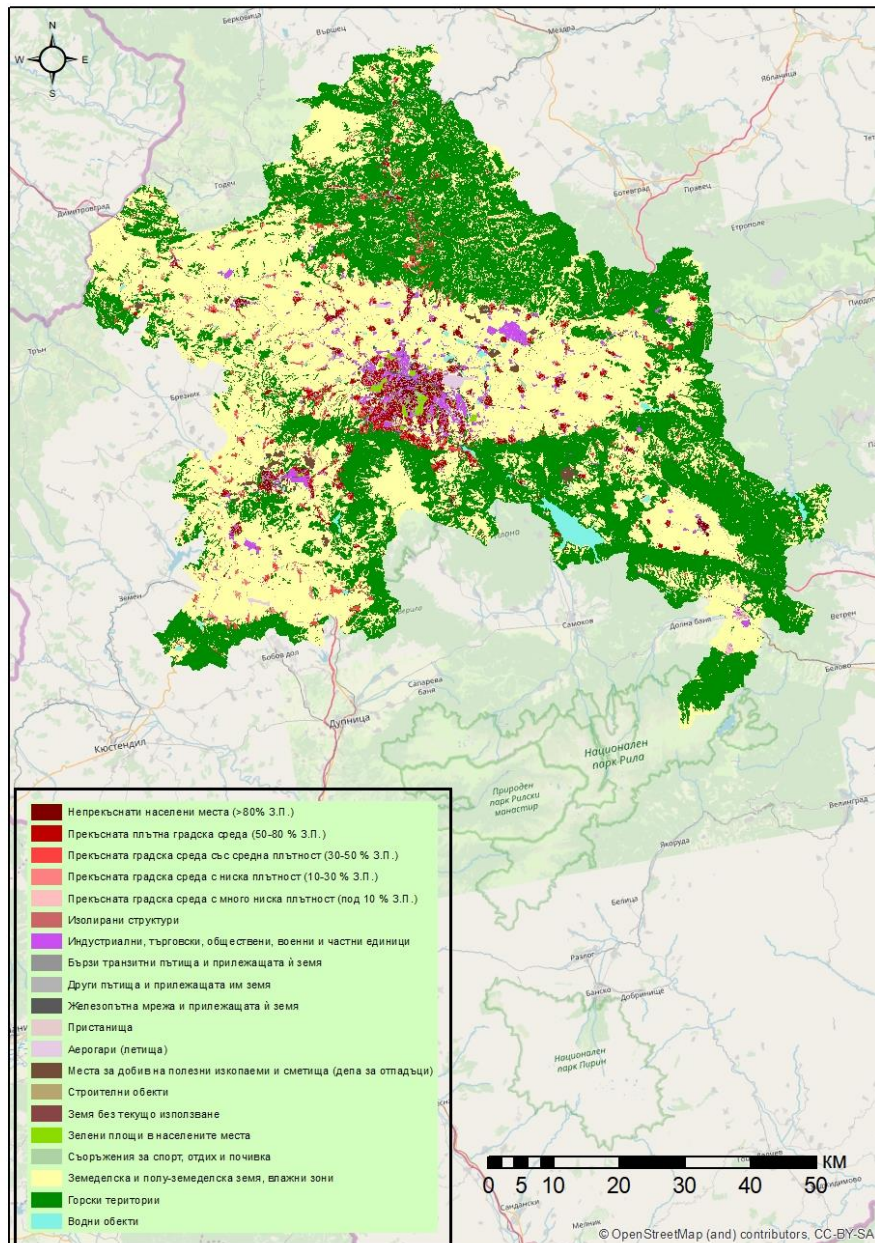 N
W E
S
Берковица
Вършец
Мездра
Ябланица
Годеч
Ботевград
Правец
Димитровград
Етрополе
Пирдоп
Трън
Брезник
Земен
Самоков
Долна баня
Ветрен
Бобов дол
Белово
Сапарева
баня
Дупница
Кюстендил
Национален
парк Рила
Природен
парк Рилски
манастир
Велинград
Якоруда
Белица
Разлог
Банско
Добринище
Национален
парк Пирин
Сандански
Мелник
Непрекъснати населени места (>80% З.П.)
Прекъсната плътна градска среда (50-80 % З.П.)
Прекъсната градска среда със средна плътност (30-50 % З.П.)
Прекъсната градска среда с ниска плътност (10-30 % З.П.)
Прекъсната градска среда с много ниска плътност (под 10 % З.П.)
Изолирани структури
Индустриални, търговски, обществени, военни и частни единици
Бързи транзитни пътища и прилежащата ѝ земя
Други пътища и прилежащата им земя
Железопътна мрежа и прилежащата ѝ земя
Пристанища
Аерогари (летища)
Места за добив на полезни изкопаеми и сметища (депа за отпадъци)
Строителни обекти
Земя без текущо използване
Зелени площи в населените места
Съоръжения за спорт, отдих и почивка
Земеделска и полу-земеделска земя, влажни зони
Горски територии
Водни обекти
КМ
0 5 10 20 30 40 50
© OpenStreetMap (and) contributors, CC-BY-SA